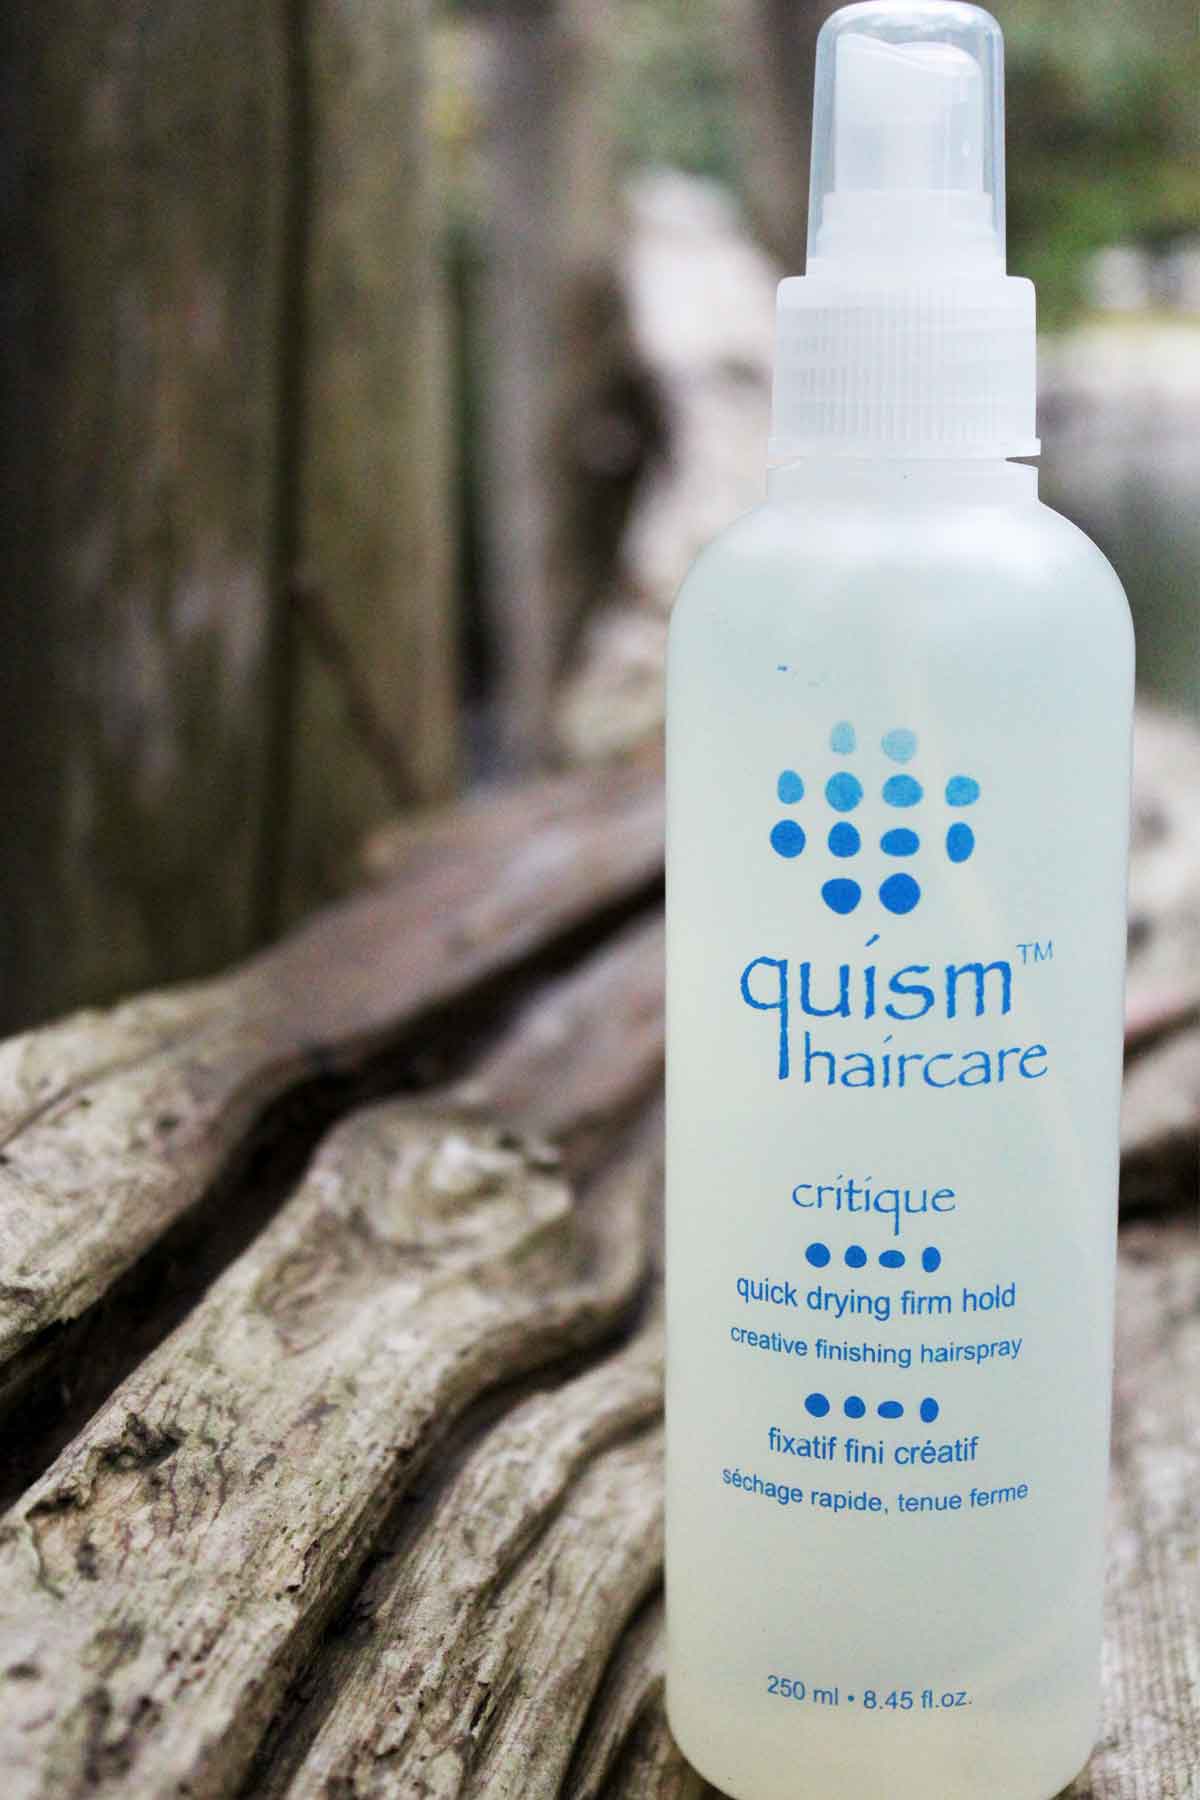 quism™
haircare
critique
quick drying firm hold
creative finishing hairspray
fixatif fini créatif
séchage rapide, tenue ferme
250 ml • 8.45 fl.oz.